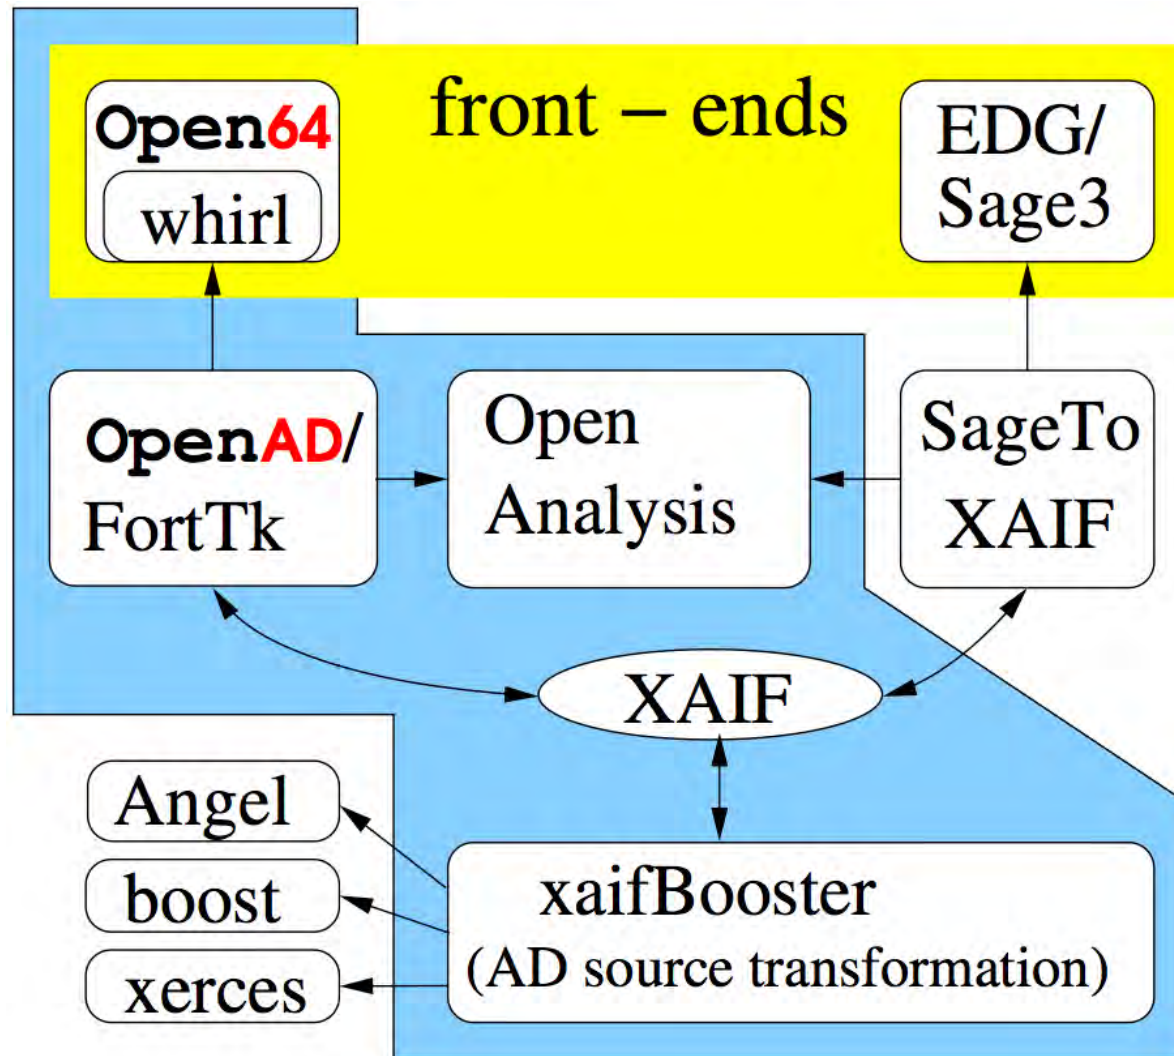 Open64
whirl
front – ends
EDG/
Sage3
OpenAD/
FortTk
Open
Analysis
SageTo
XAIF
XAIF
Angel
boost
xerces
xaifBooster
(AD source transformation)